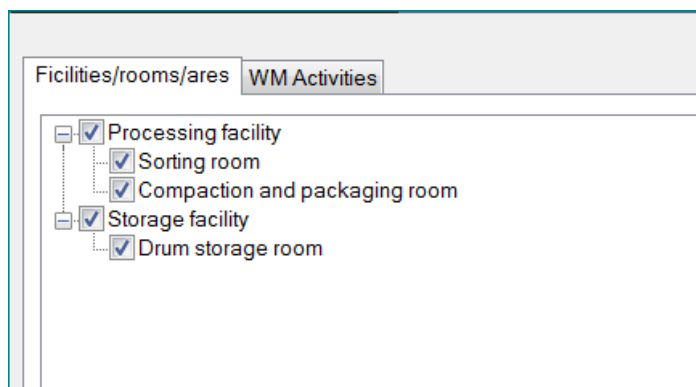 Ficilities/rooms/ares
WM Activities
Processing facility
Sorting room
Compaction and packaging room
Storage facility
Drum storage room